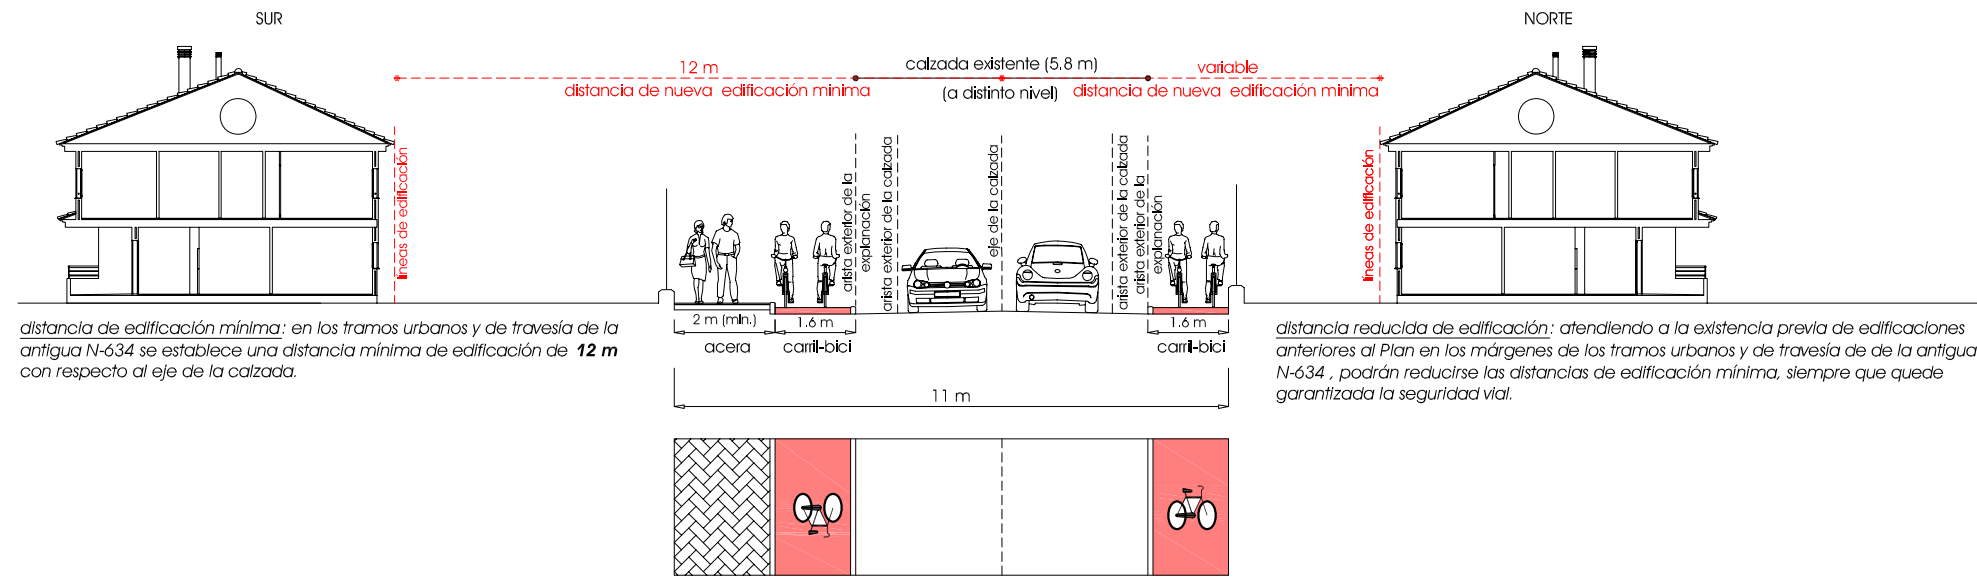 SUR
NORTE
12 m
calzada existente (5.8 m)
variable
distancia de nueva edificación minima
(a distinto nivel)
distancia de nueva edificación minima
líneas de edificación
arista exterior de la explanación
arista exterior de la calzada
eje de la calzada
arista exterior de la calzada
arista exterior de la explanación
líneas de edificación
2 m (mín.)
1.6 m
1.6 m
acera
carril-bici
carril-bici
distancia de edificación mínima: en los tramos urbanos y de travesía de la
antigua N-634 se establece una distancia mínima de edificación de 12 m
con respecto al eje de la calzada.
distancia reducida de edificación: atendiendo a la existencia previa de edificaciones
anteriores al Plan en los márgenes de los tramos urbanos y de travesía de de la antigua
N-634 , podrán reducirse las distancias de edificación mínima, siempre que quede
garantizada la seguridad vial.
11 m